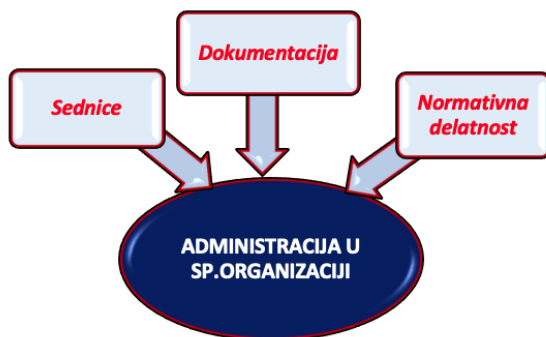 Dokumentacija
Sednice
Normativna
delatnost
ADMINISTRACIJA U
SP.ORGANIZACIJI